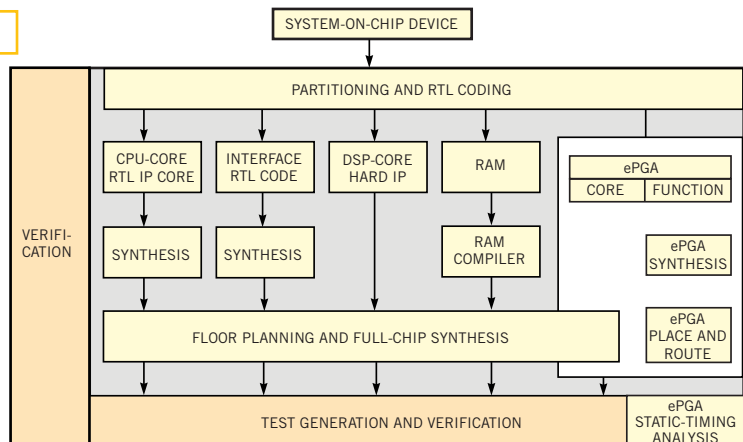 SYSTEM-ON-CHIP DEVICE
PARTITIONING AND RTL CODING
CPU-CORE
RTL IP CORE
INTERFACE
RTL CODE
DSP-CORE
HARD IP
RAM
ePGA
CORE
FUNCTION
VERIFI-
CATION
SYNTHESIS
SYNTHESIS
RAM
COMPILER
ePGA
SYNTHESIS
FLOOR PLANNING AND FULL-CHIP SYNTHESIS
ePGA
PLACE AND
ROUTE
TEST GENERATION AND VERIFICATION
ePGA
STATIC-TIMING
ANALYSIS